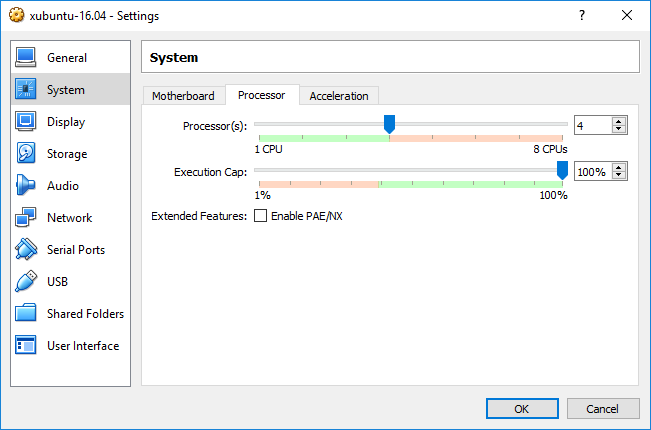 xubuntu-16.04 - Settings
?
General
System
Display
Storage
Audio
Network
Serial Ports
USB
Shared Folders
User Interface
System
Motherboard Processor Acceleration
Processor(s): 4
1 CPU 8 CPUs
Execution Cap: 100%
1% 100%
Extended Features: Enable PAE/NX
OK Cancel